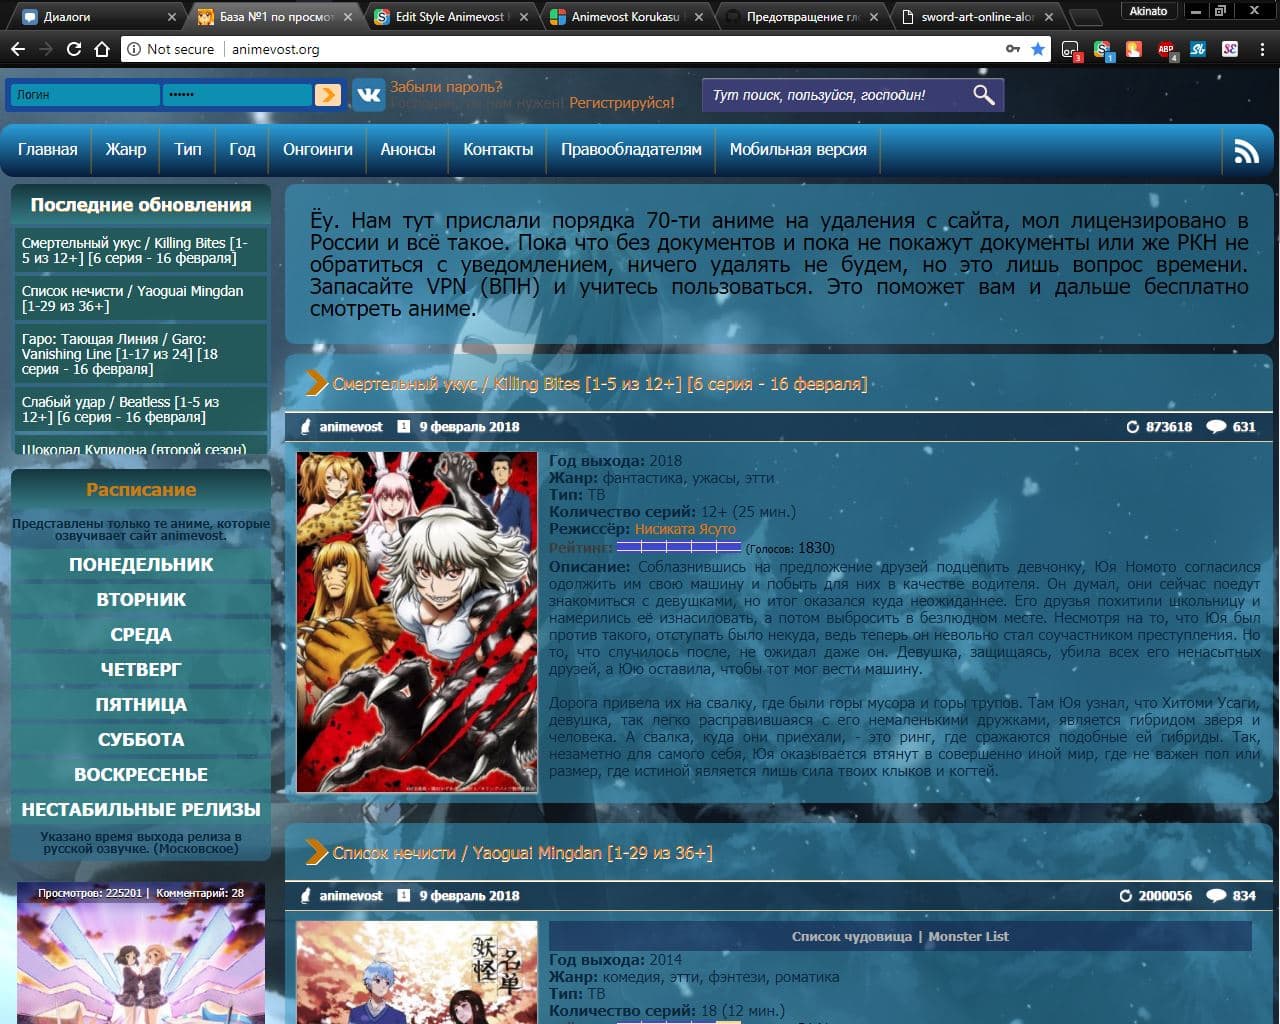 Диалоги
База №1 по просмот
Edit Style Animevost
Animevost Korukasu
Предотвращение гло
sword-art-online-alor
Akinato
Not secure
animevost.org
3
1
4
Логин
Забыли пароль?
Господин, ты нам нужен! Регистрируйся!
Тут поиск, пользуйся, господин!
Главная
Жанр
Тип
Год
Онгоинги
Анонсы
Контакты
Правообладателям
Мобильная версия
Последние обновления
Смертельный укус / Killing Bites [1-
5 из 12+] [6 серия - 16 февраля]
Список нечисти / Yaoguai Mingdan
[1-29 из 36+]
Гаро: Тающая Линия / Garo:
Vanishing Line [1-17 из 24] [18
серия - 16 февраля]
Слабый удар / Beatless [1-5 из
12+] [6 серия - 16 февраля]
Шоколад Купидона (второй сезон)
Расписание
Представлены только те аниме, которые
озвучивает сайт animevost.
ПОНЕДЕЛЬНИК
ВТОРНИК
СРЕДА
ЧЕТВЕРГ
ПЯТНИЦА
СУББОТА
ВОСКРЕСЕНЬЕ
НЕСТАБИЛЬНЫЕ РЕЛИЗЫ
Указано время выхода релиза в
русской озвучке. (Московское)
Просмотров: 225201 | Комментарий: 28
Ёу. Нам тут прислали порядка 70-ти аниме на удаления с сайта, мол лицензировано в
России и всё такое. Пока что без документов и пока не покажут документы или же РКН не
обратиться с уведомлением, ничего удалять не будем, но это лишь вопрос времени.
Запасайте VPN (ВПН) и учитесь пользоваться. Это поможет вам и дальше бесплатно
смотреть аниме.
Смертельный укус / Killing Bites [1-5 из 12+] [6 серия - 16 февраля]
animevost 1 9 февраль 2018 873618 631
Год выхода: 2018
Жанр: фантастика, ужасы, этти
Тип: ТВ
Количество серий: 12+ (25 мин.)
Режиссёр: Нисиката Ясуто
Рейтинг: (Голосов: 1830)
Описание: Соблазнившись на предложение друзей подцепить девчонку, Юя Номото согласился
одолжить им свою машину и побыть для них в качестве водителя. Он думал, они сейчас поедут
знакомиться с девушками, но итог оказался куда неожиданнее. Его друзья похитили школьницу и
намерились её изнасиловать, а потом выбросить в безлюдном месте. Несмотря на то, что Юя был
против такого, отступать было некуда, ведь теперь он невольно стал соучастником преступления. Но
то, что случилось после, не ожидал даже он. Девушка, защищаясь, убила всех его ненасытных
друзей, а Юю оставила, чтобы тот мог вести машину.
Дорога привела их на свалку, где были горы мусора и горы трупов. Там Юя узнал, что Хитоми Усаги,
девушка, так легко расправившаяся с его немаленькими дружками, является гибридом зверя и
человека. А свалка, куда они приехали, - это ринг, где сражаются подобные ей гибриды. Так,
незаметно для самого себя, Юя оказывается втянут в совершенно иной мир, где не важен пол или
размер, где истиной является лишь сила твоих клыков и когтей.
Список нечисти / Yaoguai Mingdan [1-29 из 36+]
animevost 1 9 февраль 2018 2000056 834
妖怪
名单
Список чудовища | Monster List
Год выхода: 2014
Жанр: комедия, этти, фэнтези, роматика
Тип: ТВ
Количество серий: 18 (12 мин.)